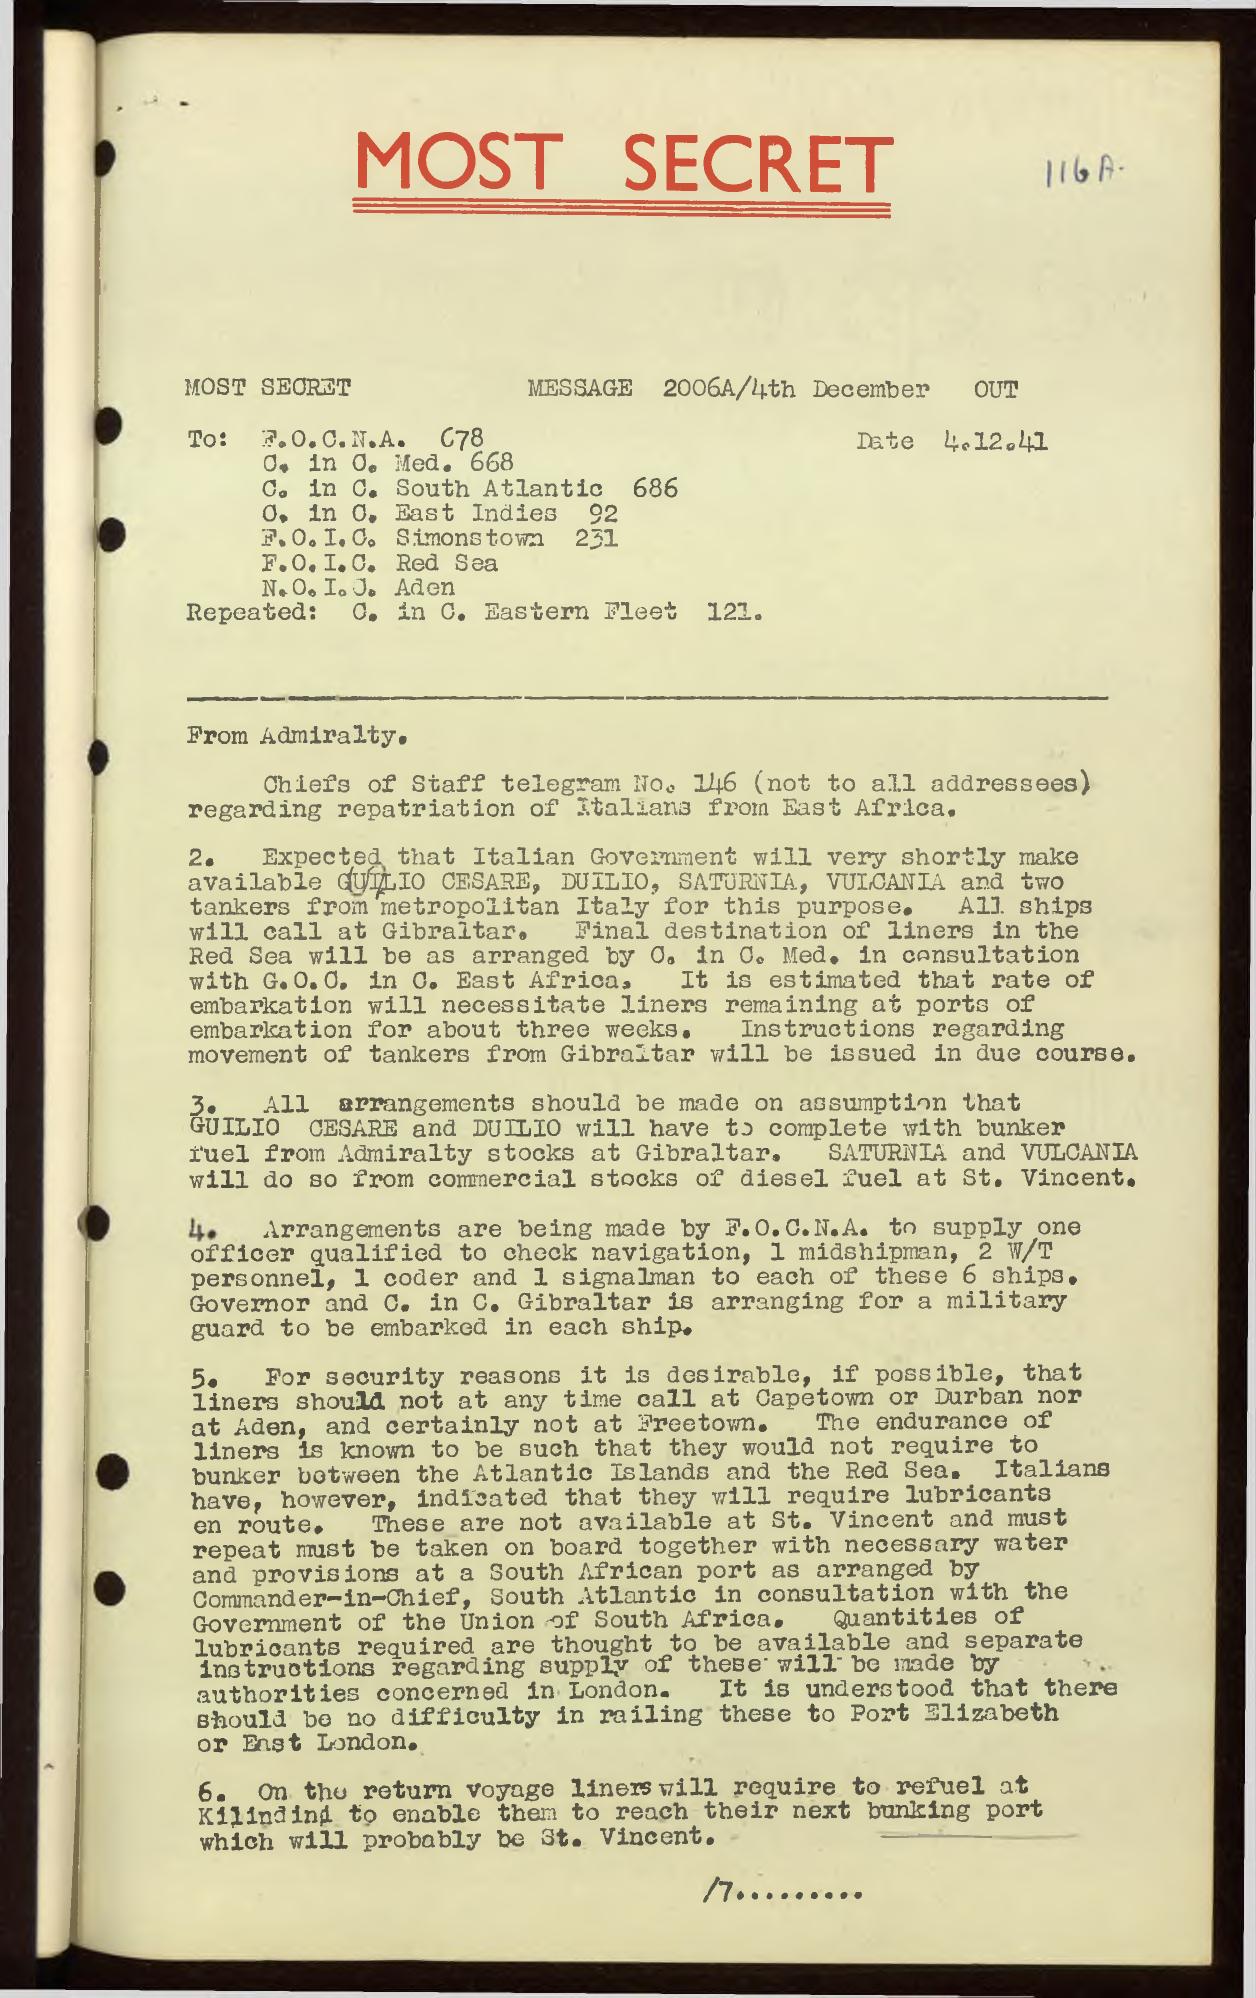 MOST SECRET
116A.
MOST SECRET MESSAGE 2006A/4th December OUT
To: F.O.C.N.A. 678 Date 4.12.41
C. in C. Med. 668
C. in C. South Atlantic 686
C. in C. East Indies 92
F.O.I.C. Simonstown 231
F.O.I.C. Red Sea
N.O.I.C. Aden
Repeated: C. in C. Eastern Fleet 121.
From Admiralty.
Chiefs of Staff telegram No. 146 (not to all addressees)
regarding repatriation of Italians from East Africa.
2. Expected that Italian Government will very shortly make
available GUILIO CESARE, DUILIO, SATURNIA, VULCANIA and two
tankers from metropolitan Italy for this purpose. All ships
will call at Gibraltar. Final destination of liners in the
Red Sea will be as arranged by C. in C. Med. in consultation
with G.O.C. in C. East Africa. It is estimated that rate of
embarkation will necessitate liners remaining at ports of
embarkation for about three weeks. Instructions regarding
movement of tankers from Gibraltar will be issued in due course.
3. All arrangements should be made on assumption that
GUILIO CESARE and DUILIO will have to complete with bunker
fuel from Admiralty stocks at Gibraltar. SATURNIA and VULCANIA
will do so from commercial stocks of diesel fuel at St. Vincent.
4. Arrangements are being made by F.O.C.N.A. to supply one
officer qualified to check navigation, 1 midshipman, 2 W/T
personnel, 1 coder and 1 signalman to each of these 6 ships.
Governor and C. in C. Gibraltar is arranging for a military
guard to be embarked in each ship.
5. For security reasons it is desirable, if possible, that
liners should not at any time call at Capetown or Durban nor
at Aden, and certainly not at Freetown. The endurance of
liners is known to be such that they would not require to
bunker between the Atlantic Islands and the Red Sea. Italians
have, however, indicated that they will require lubricants
en route. These are not available at St. Vincent and must
repeat must be taken on board together with necessary water
and provisions at a South African port as arranged by
Commander-in-Chief, South Atlantic in consultation with the
Government of the Union of South Africa. Quantities of
lubricants required are thought to be available and separate
instructions regarding supply of these will be made by
authorities concerned in London. It is understood that there
should be no difficulty in railing these to Port Elizabeth
or East London.
6. On the return voyage liners will require to refuel at
Kilindini to enable them to reach their next bunking port
which will probably be St. Vincent.
/7.........